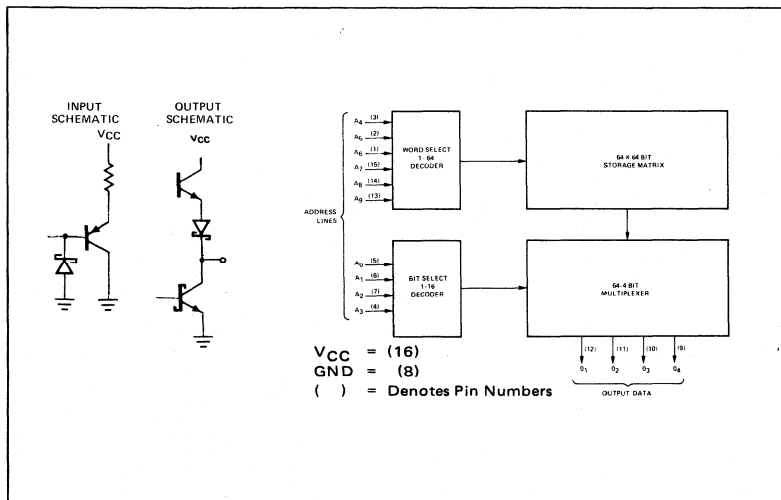 INPUT
SCHEMATIC
VCC
OUTPUT
SCHEMATIC
VCC
ADDRESS
LINES
A4 (3)
A5 (2)
A6 (1)
A7 (15)
A8 (14)
A9 (13)
WORD SELECT
1- 64
DECODER
64 X 64 BIT
STORAGE MATRIX
A0 (5)
A1 (6)
A2 (7)
A3 (4)
BIT SELECT
1-16
DECODER
64-4 BIT
MULTIPLEXER
(12) (11) (10) (9)
O1 O2 O3 O4
OUTPUT DATA
VCC = (16)
GND = (8)
( ) = Denotes Pin Numbers